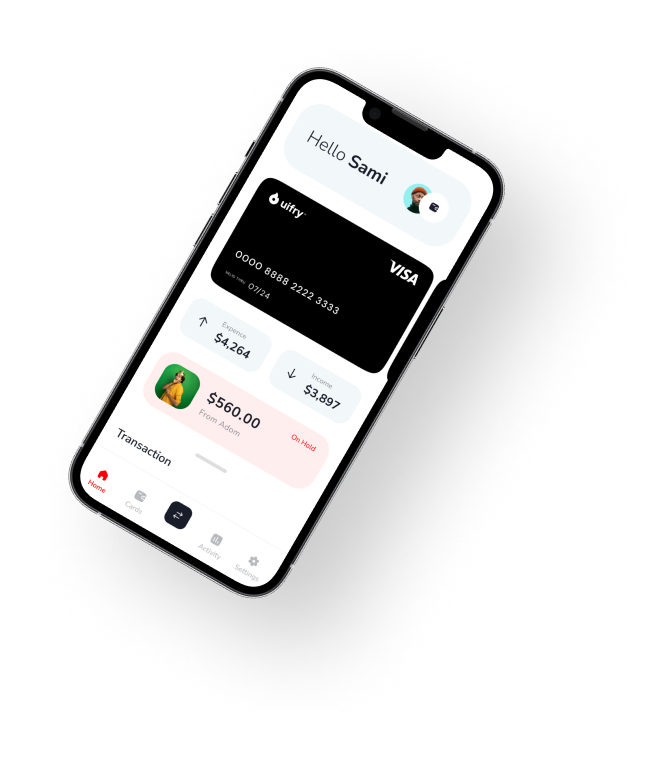 Hello Sami
uifry
VISA
0000 8888 2222 3333
VALID THRU 07/24
Expence
$4,264
Income
$3,897
$560.00
From Adom
On Hold
Transaction
Home
Cards
Activity
Settings